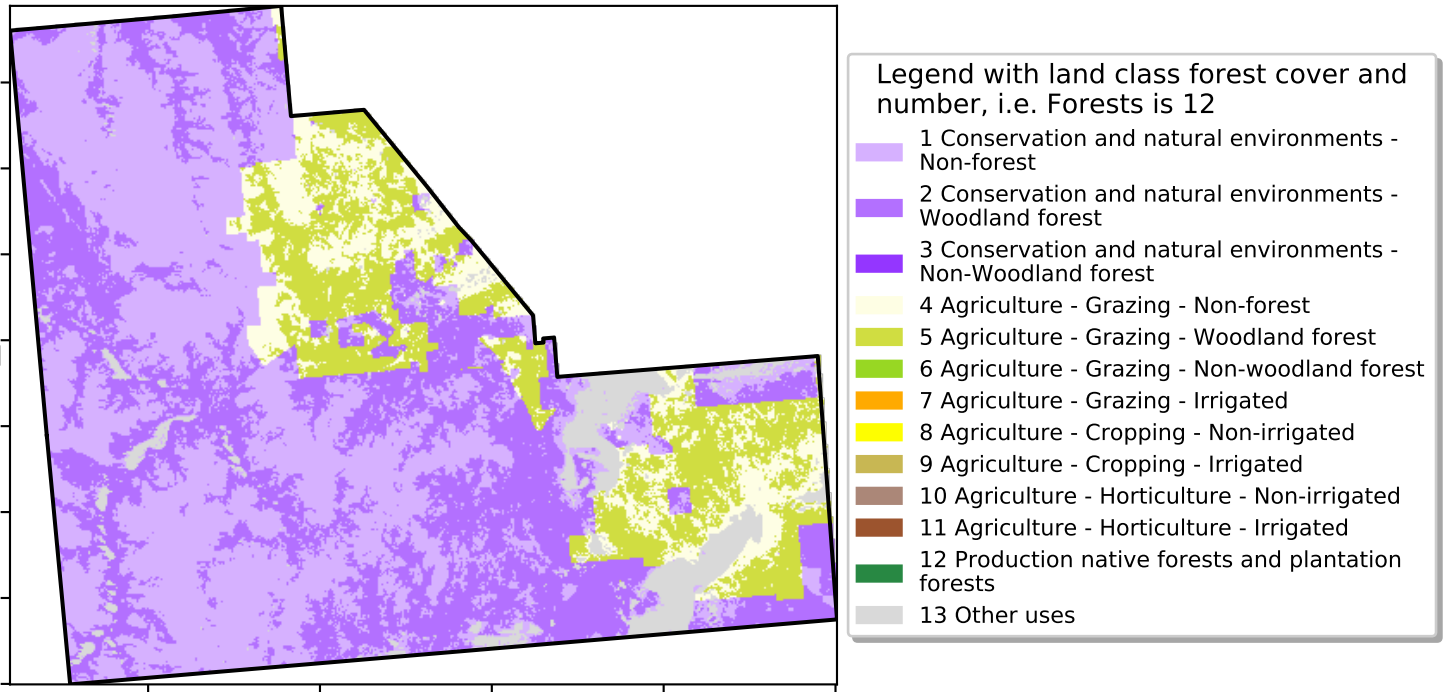 Legend with land class forest cover and
number, i.e. Forests is 12
1 Conservation and natural environments -
Non-forest
2 Conservation and natural environments -
Woodland forest
3 Conservation and natural environments -
Non-Woodland forest
4 Agriculture - Grazing - Non-forest
5 Agriculture - Grazing - Woodland forest
6 Agriculture - Grazing - Non-woodland forest
7 Agriculture - Grazing - Irrigated
8 Agriculture - Cropping - Non-irrigated
9 Agriculture - Cropping - Irrigated
10 Agriculture - Horticulture - Non-irrigated
11 Agriculture - Horticulture - Irrigated
12 Production native forests and plantation
forests
13 Other uses